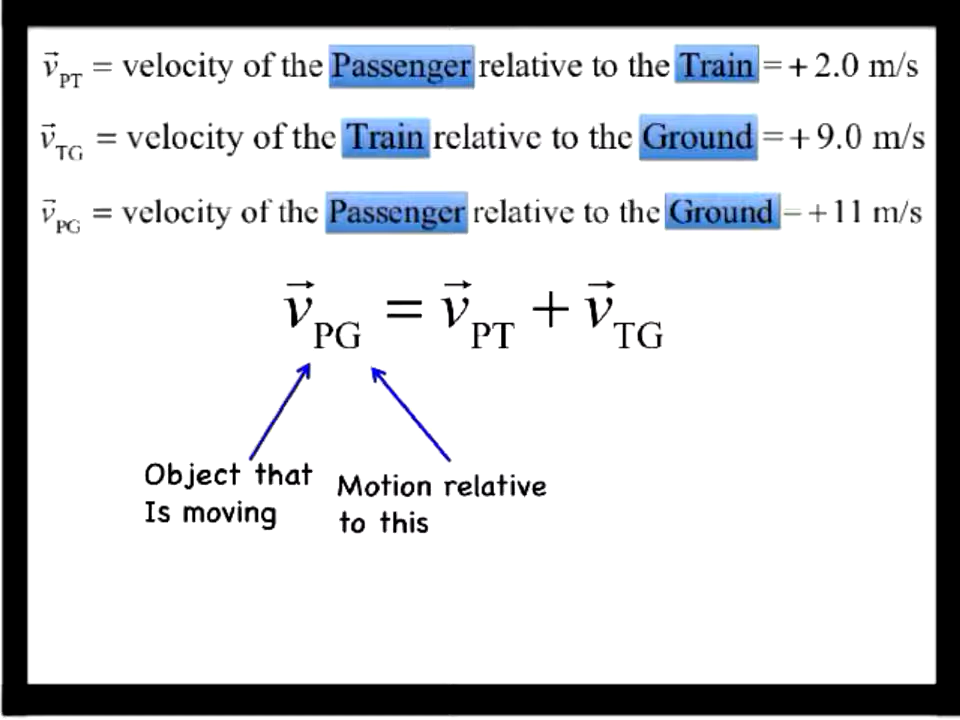 v⃗PT = velocity of the Passenger relative to the Train = + 2.0 m/s
v⃗TG = velocity of the Train relative to the Ground = + 9.0 m/s
v⃗PG = velocity of the Passenger relative to the Ground = + 11 m/s
v⃗PG = v⃗PT + v⃗TG
Object that
Is moving
Motion relative
to this